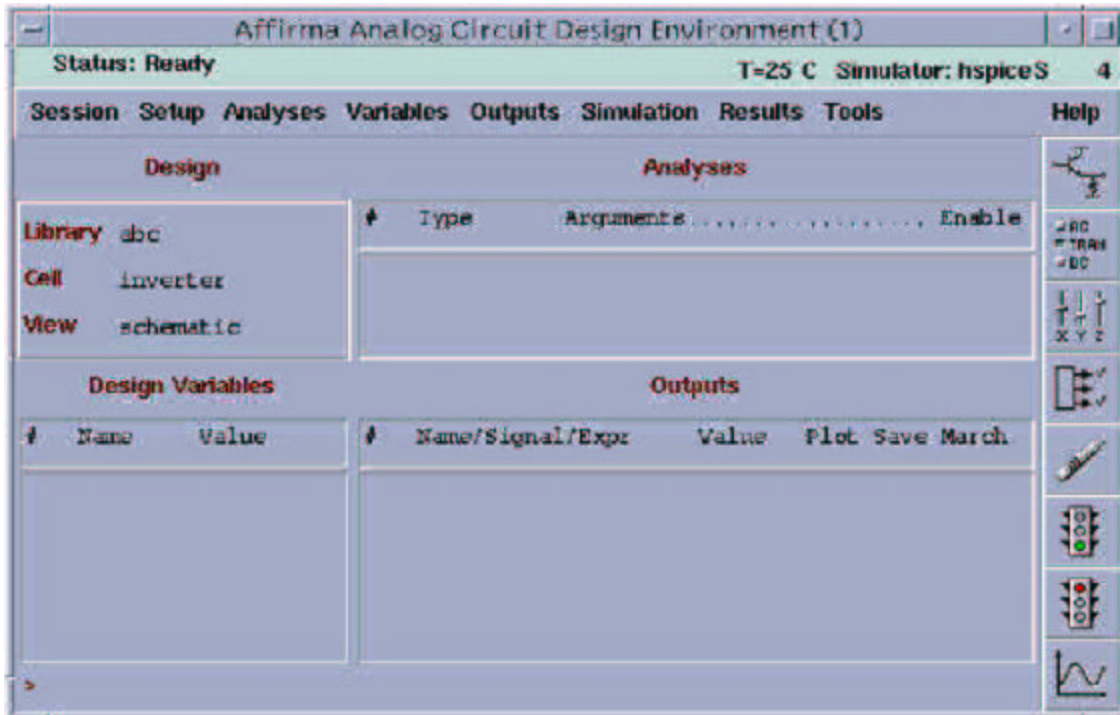 Affirma Analog Circuit Design Environment (1)
Status: Ready T=25 C Simulator: hspiceS 4
Session Setup Analyses Variables Outputs Simulation Results Tools Help
Design
Library abc
Cell inverter
View schematic
Analyses
# Type Arguments..................... Enable
Design Variables
# Name Value
Outputs
# Name/Signal/Expr Value Plot Save March
>
AC
TRAN
DC
X Y Z